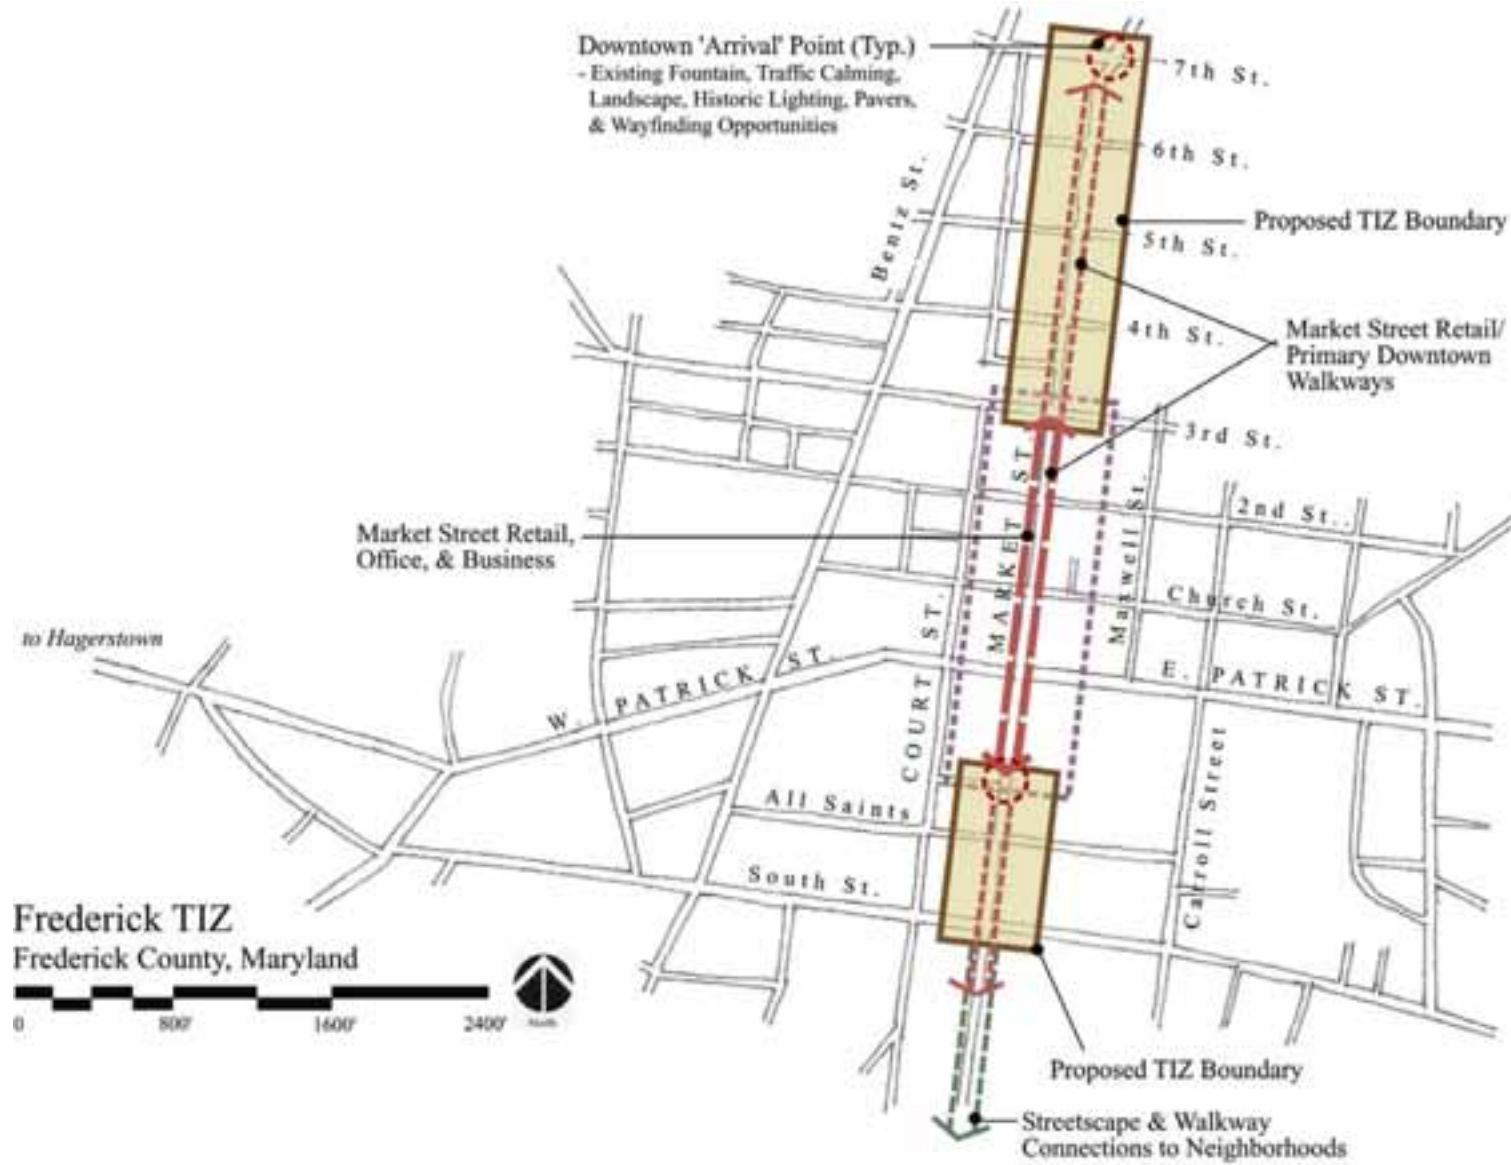 Downtown 'Arrival' Point (Typ.)
- Existing Fountain, Traffic Calming,
Landscape, Historic Lighting, Pavers,
& Wayfinding Opportunities
7th St.
6th St.
Bentz St.
Proposed TIZ Boundary
5th St.
4th St.
Market Street Retail/
Primary Downtown
Walkways
3rd St.
MARKET ST
Maxwell St.
2nd St..
Market Street Retail,
Office, & Business
Church St.
to Hagerstown
W. PATRICK ST.
E. PATRICK ST.
COURT ST.
All Saints
Carroll Street
South St.
Frederick TIZ
Frederick County, Maryland
0 800' 1600' 2400'
North
Proposed TIZ Boundary
Streetscape & Walkway
Connections to Neighborhoods